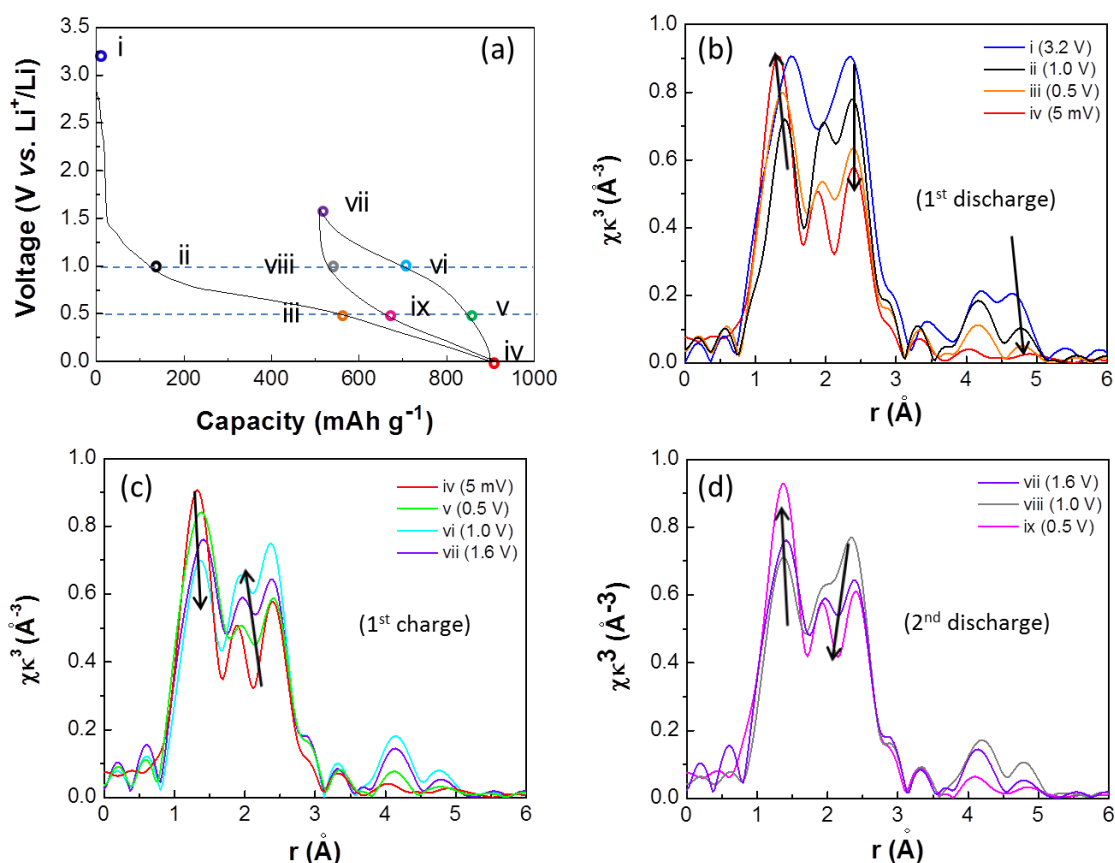 (a)
Voltage (V vs. Li+/Li)
3.5
3.0
2.5
2.0
1.5
1.0
0.5
0.0
i
ii
iii
iv
v
vi
vii
viii
ix
0 200 400 600 800 1000
Capacity (mAh g-1)
(b)
χκ3 (Å-3)
1.0
0.8
0.6
0.4
0.2
0.0
i (3.2 V)
ii (1.0 V)
iii (0.5 V)
iv (5 mV)
(1st discharge)
0 1 2 3 4 5 6
r (Å)
(c)
χκ3 (Å-3)
1.0
0.8
0.6
0.4
0.2
0.0
iv (5 mV)
v (0.5 V)
vi (1.0 V)
vii (1.6 V)
(1st charge)
0 1 2 3 4 5 6
r (Å)
(d)
χκ3 (Å-3)
1.0
0.8
0.6
0.4
0.2
0.0
vii (1.6 V)
viii (1.0 V)
ix (0.5 V)
(2nd discharge)
0 1 2 3 4 5 6
r (Å)